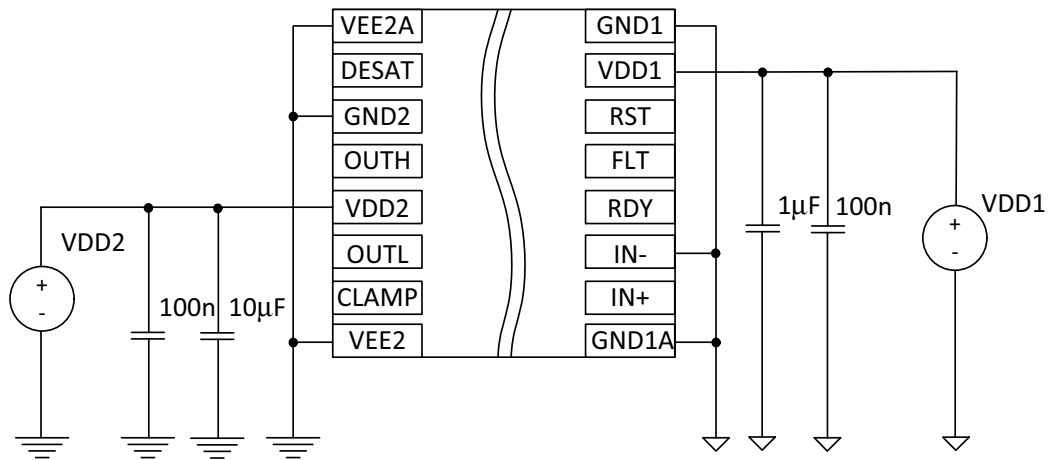 VEE2A
DESAT
GND2
OUTH
VDD2
OUTL
CLAMP
VEE2
GND1
VDD1
RST
FLT
RDY
IN-
IN+
GND1A
VDD2
+
-
100n
10μF
1μF
100n
VDD1
+
-